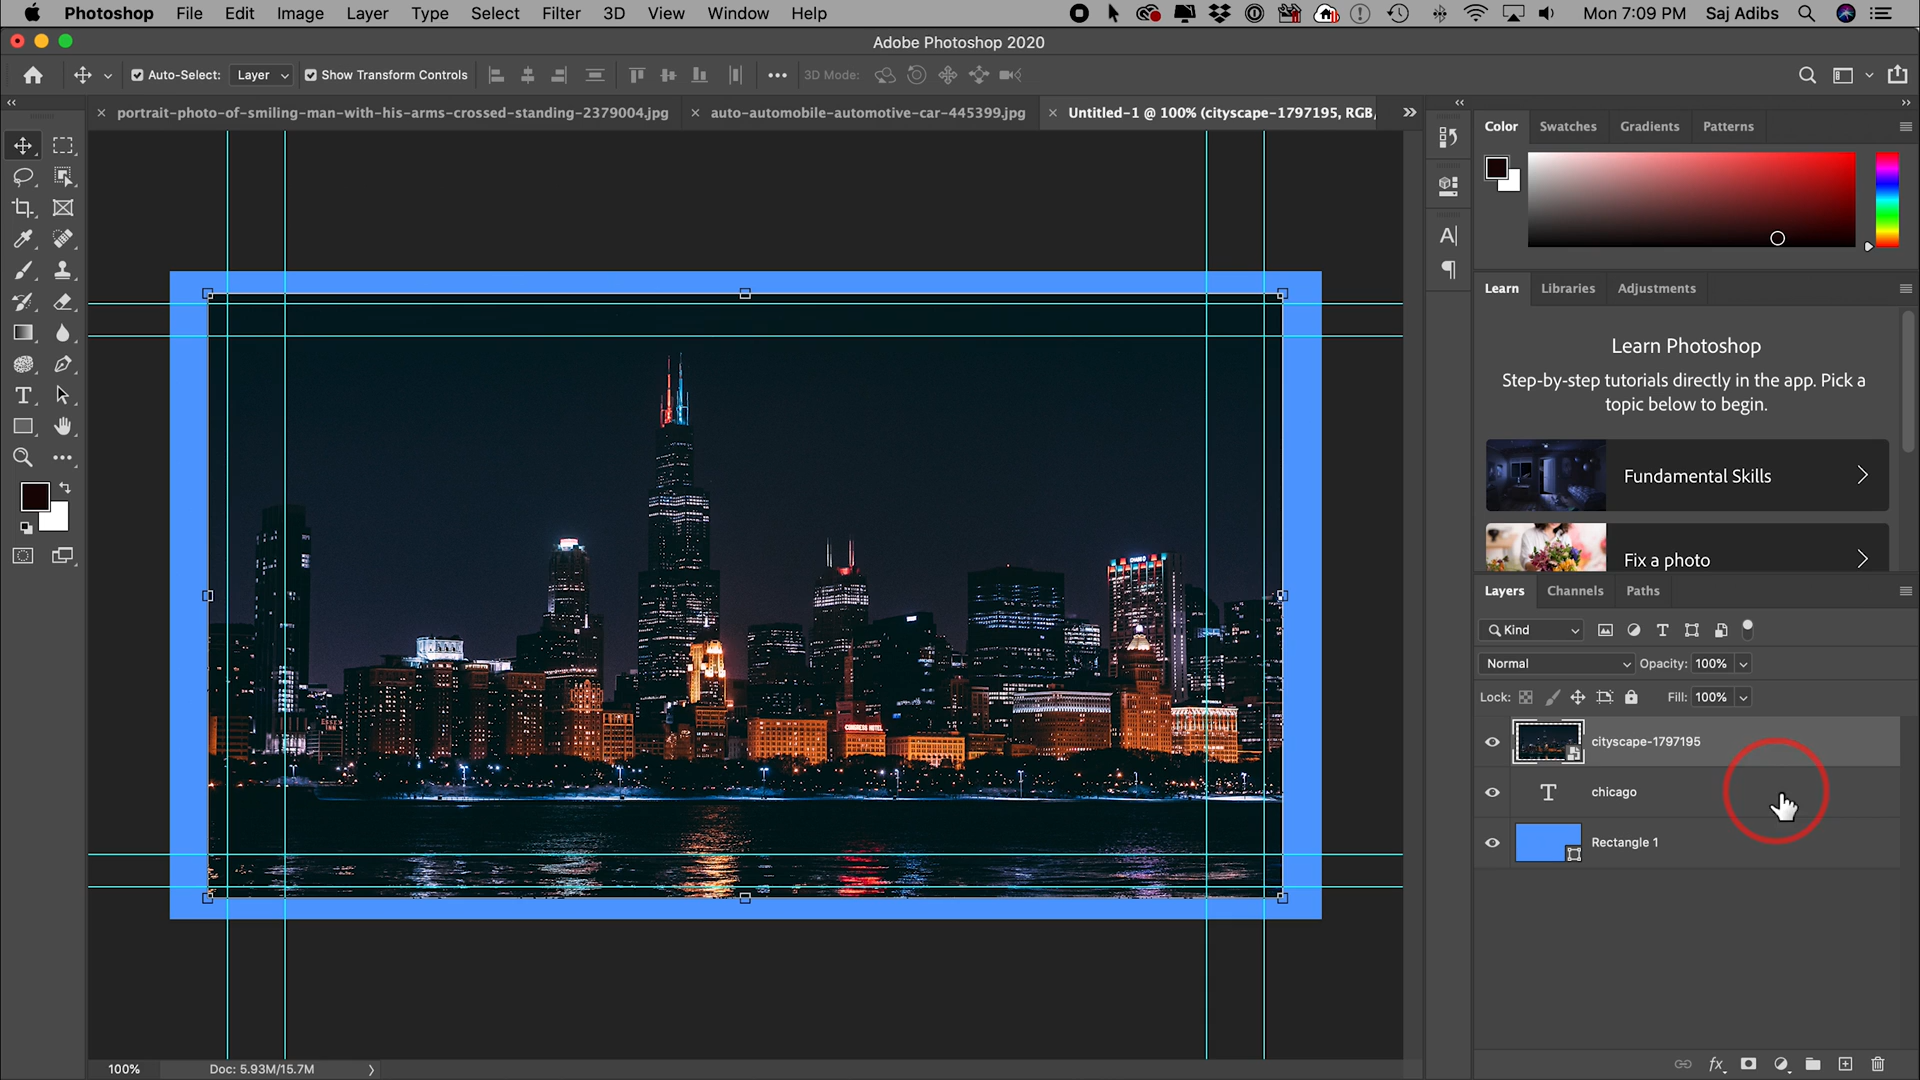 Photoshop File Edit Image Layer Type Select Filter 3D View Window Help Mon 7:09 PM Saj Adibs
Adobe Photoshop 2020
Auto-Select: Layer Show Transform Controls 3D Mode:
portrait-photo-of-smiling-man-with-his-arms-crossed-standing-2379004.jpg auto-automobile-automotive-car-445399.jpg Untitled-1 @ 100% (cityscape-1797195, RGB,
Color Swatches Gradients Patterns
Learn Libraries Adjustments
Learn Photoshop
Step-by-step tutorials directly in the app. Pick a
topic below to begin.
Fundamental Skills
Fix a photo
Layers Channels Paths
Kind
Normal Opacity: 100%
Lock: Fill: 100%
cityscape-1797195
chicago
Rectangle 1
100% Doc: 5.93M/15.7M